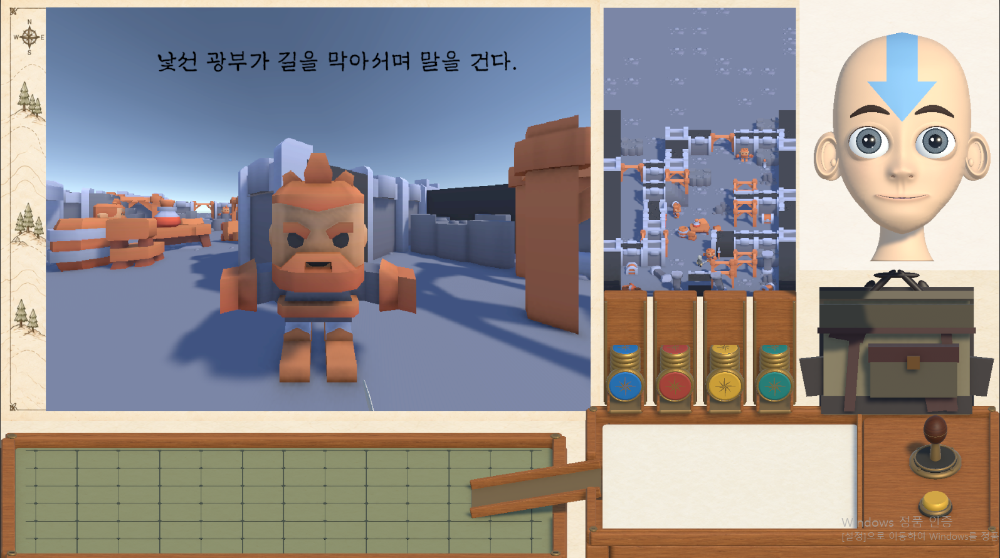 N
W E
S
낯선 광부가 길을 막아서며 말을 건다.
Windows 정품 인증
[설정]으로 이동하여 Windows를 정품